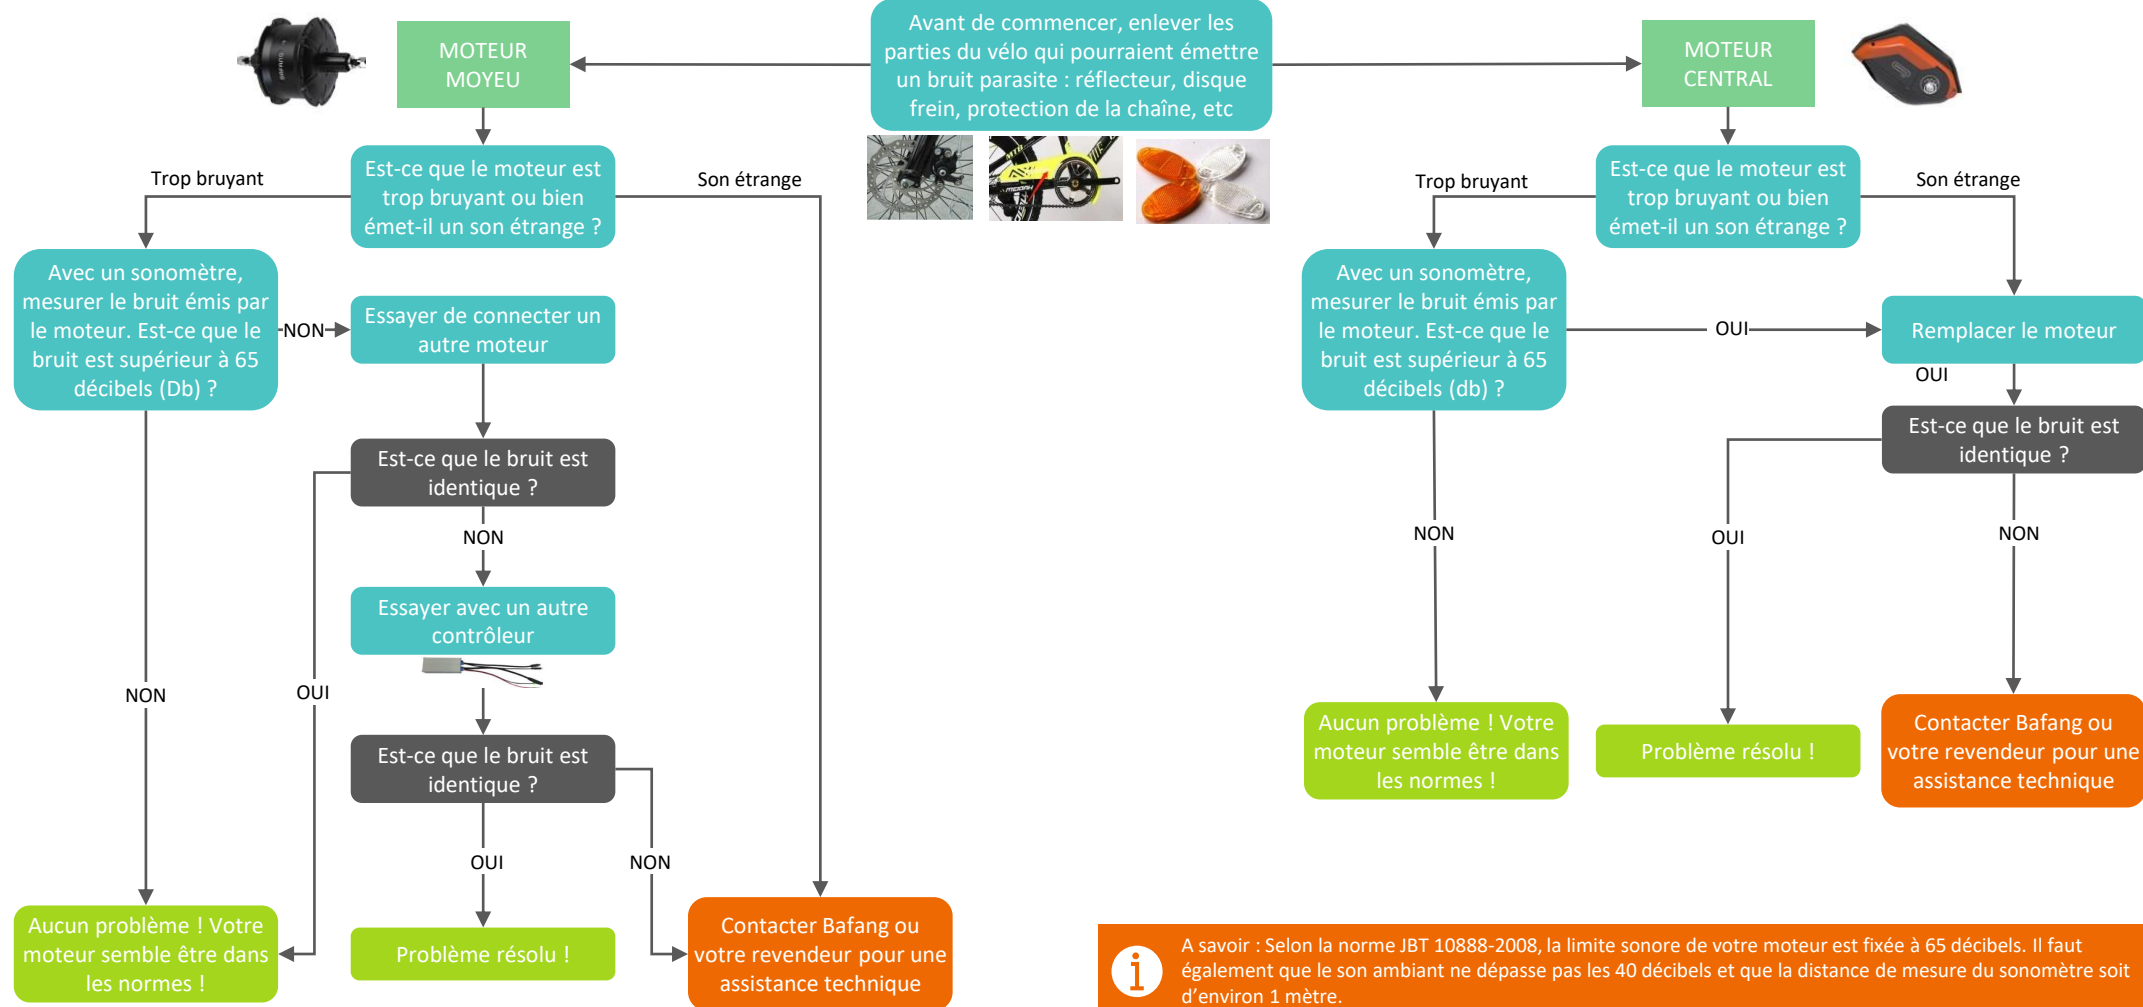 Avant de commencer, enlever les
parties du vélo qui pourraient émettre
un bruit parasite : réflecteur, disque
frein, protection de la chaîne, etc
MOTEUR
MOYEU
Est-ce que le moteur est
trop bruyant ou bien
émet-il un son étrange ?
Trop bruyant
Son étrange
Avec un sonomètre,
mesurer le bruit émis par
le moteur. Est-ce que le
bruit est supérieur à 65
décibels (Db) ?
NON
Essayer de connecter un
autre moteur
Est-ce que le bruit est
identique ?
NON
OUI
NON
Essayer avec un autre
contrôleur
Est-ce que le bruit est
identique ?
OUI
NON
Aucun problème ! Votre
moteur semble être dans
les normes !
Problème résolu !
Contacter Bafang ou
votre revendeur pour une
assistance technique
MOTEUR
CENTRAL
Est-ce que le moteur est
trop bruyant ou bien
émet-il un son étrange ?
Trop bruyant
Son étrange
Avec un sonomètre,
mesurer le bruit émis par
le moteur. Est-ce que le
bruit est supérieur à 65
décibels (db) ?
OUI
Remplacer le moteur
OUI
Est-ce que le bruit est
identique ?
NON
OUI
NON
Aucun problème ! Votre
moteur semble être dans
les normes !
Problème résolu !
Contacter Bafang ou
votre revendeur pour une
assistance technique
A savoir : Selon la norme JBT 10888-2008, la limite sonore de votre moteur est fixée à 65 décibels. Il faut
également que le son ambiant ne dépasse pas les 40 décibels et que la distance de mesure du sonomètre soit
d'environ 1 mètre.